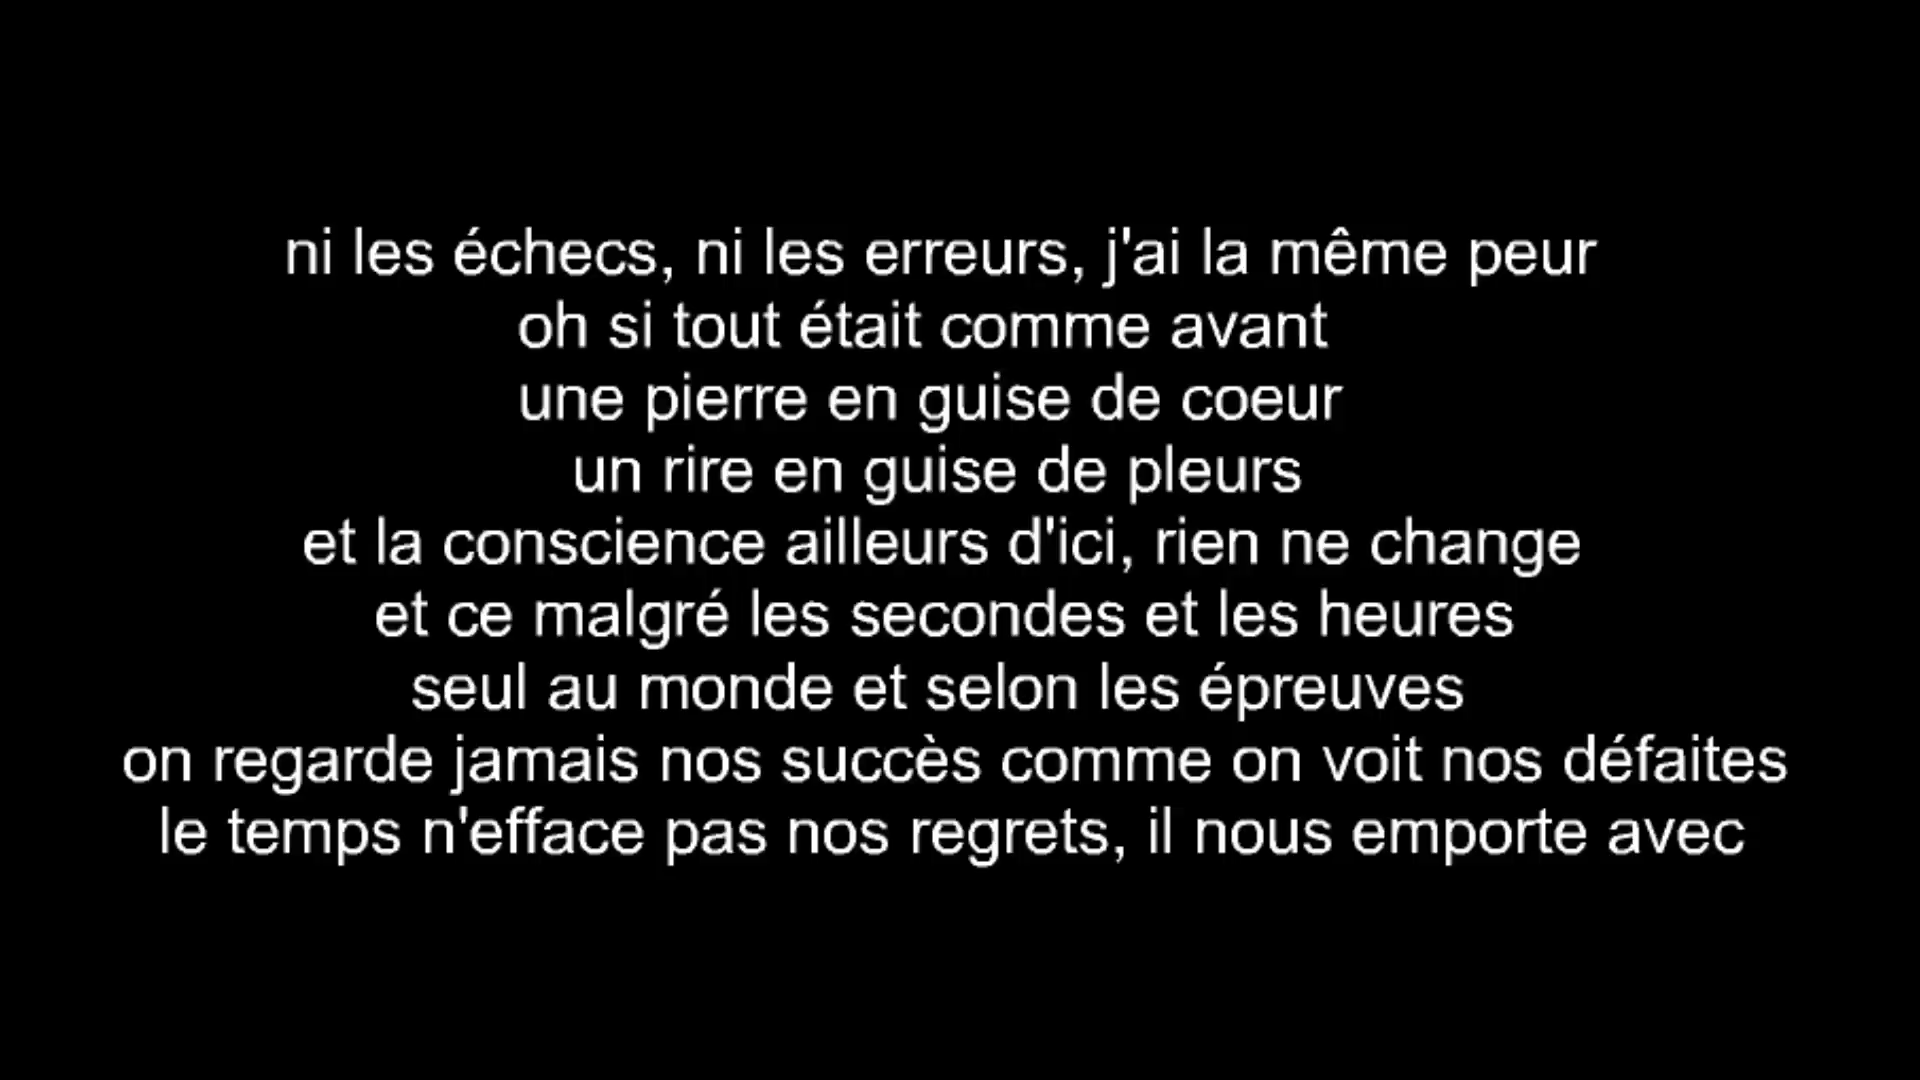 ni les échecs, ni les erreurs, j'ai la même peur
oh si tout était comme avant
une pierre en guise de coeur
un rire en guise de pleurs
et la conscience ailleurs d'ici, rien ne change
et ce malgré les secondes et les heures
seul au monde et selon les épreuves
on regarde jamais nos succès comme on voit nos défaites
le temps n'efface pas nos regrets, il nous emporte avec